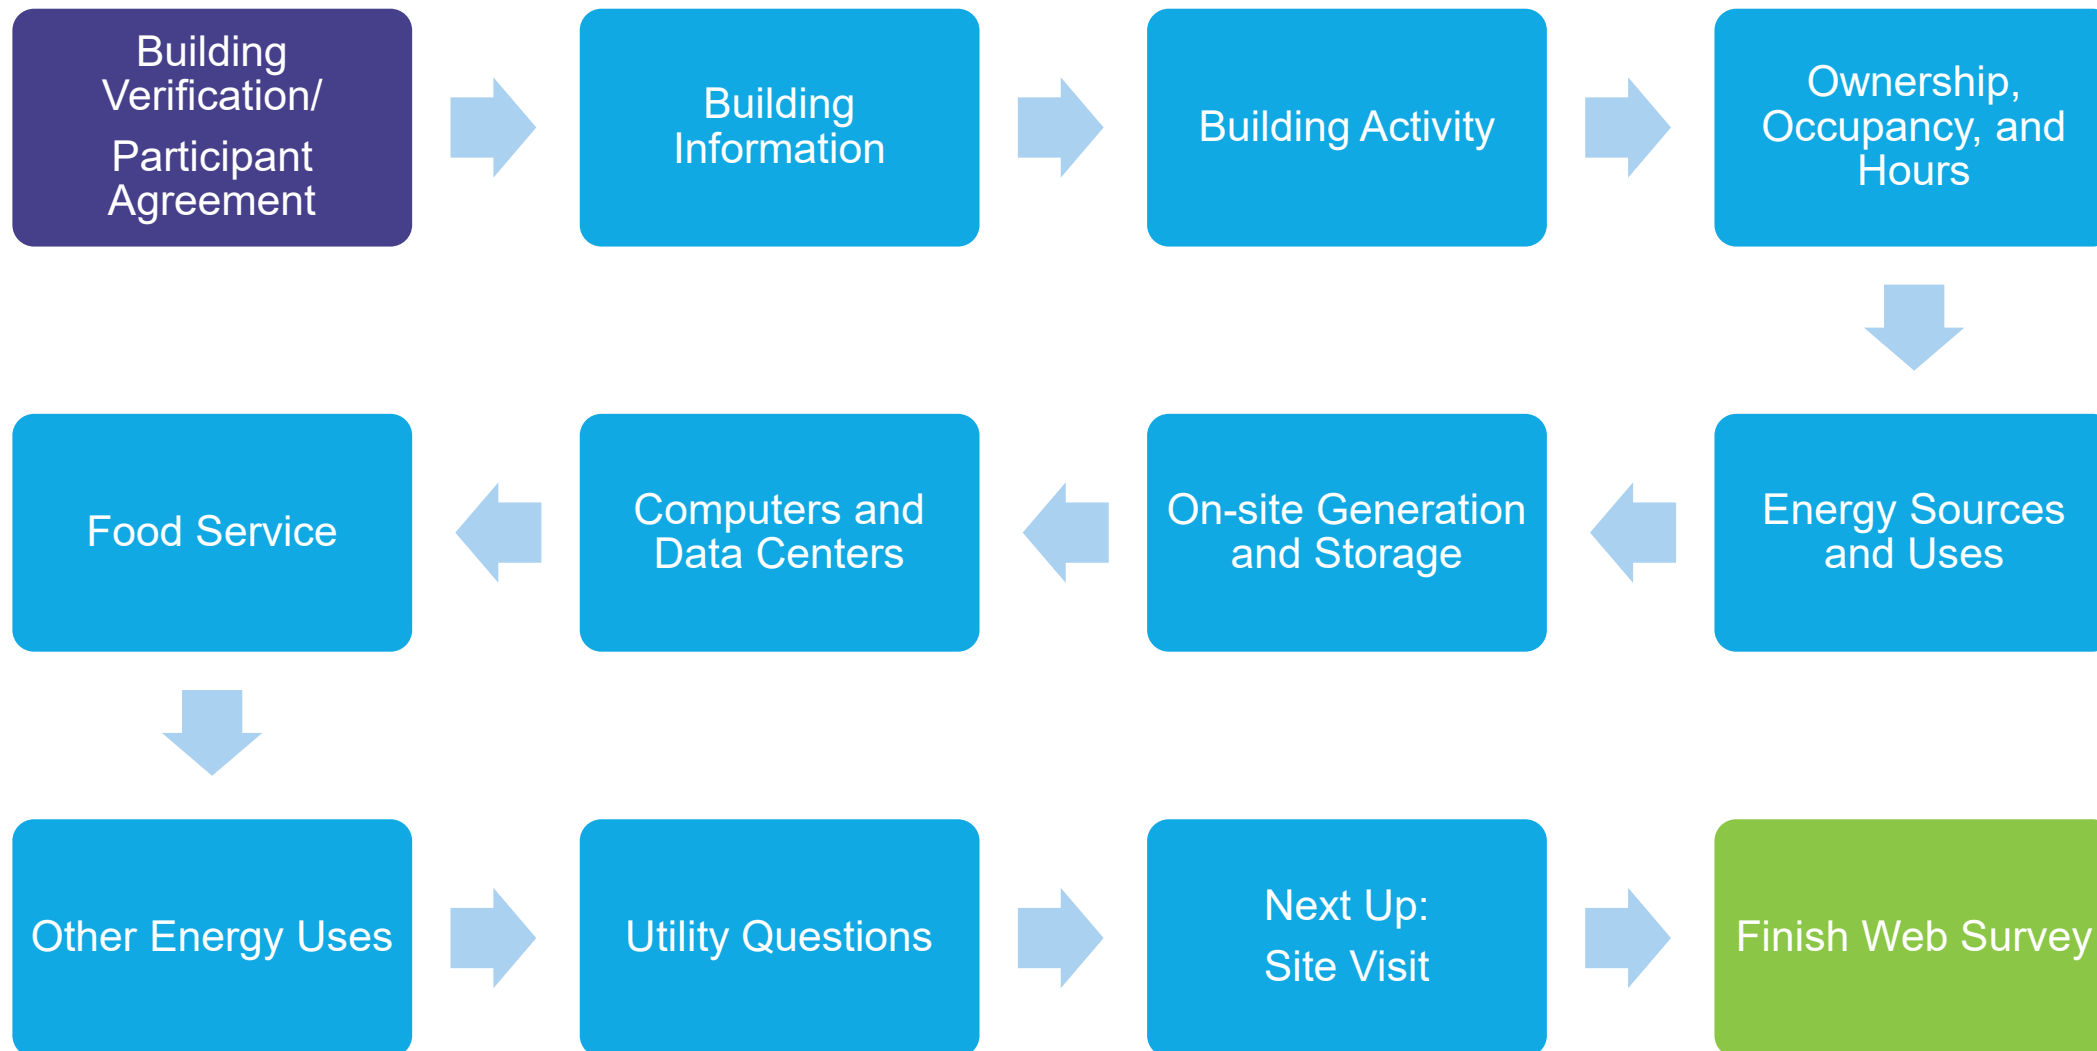 Building
Verification/
Participant
Agreement
Building
Information
Building Activity
Ownership,
Occupancy, and
Hours
Energy Sources
and Uses
On-site Generation
and Storage
Computers and
Data Centers
Food Service
Other Energy Uses
Utility Questions
Next Up:
Site Visit
Finish Web Survey